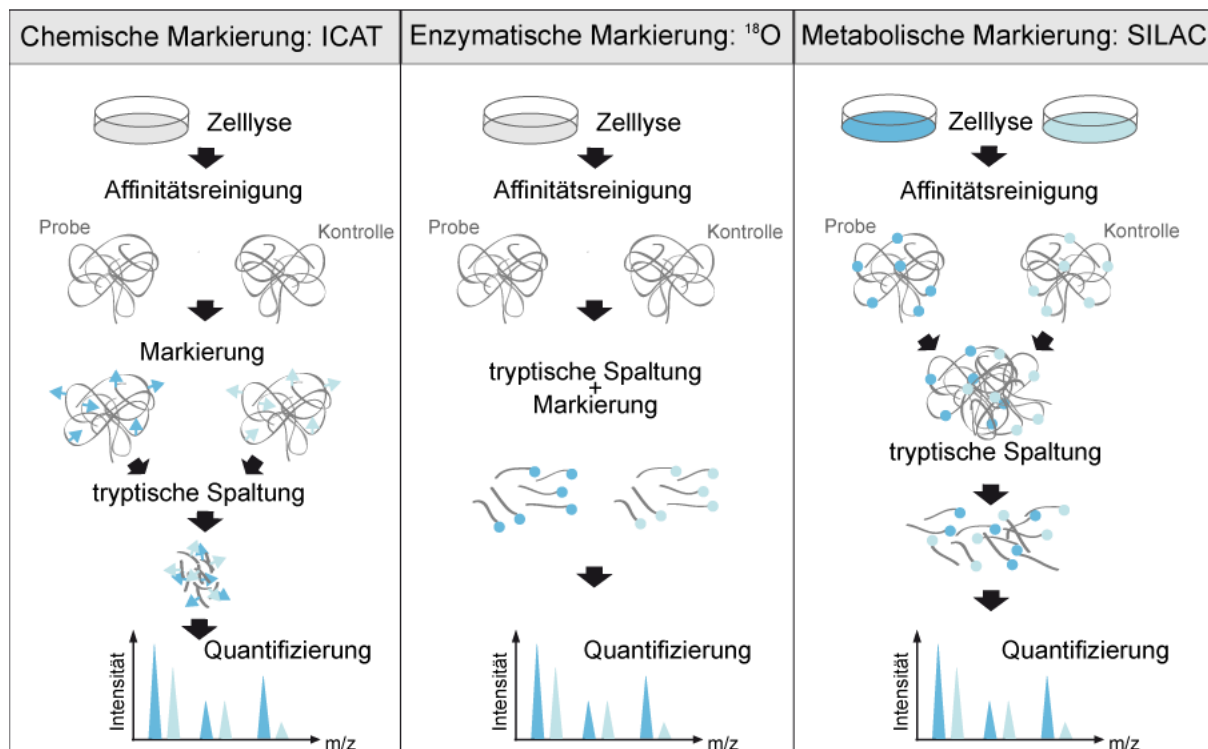 Chemische Markierung: ICAT
Zelllyse
Affinitätsreinigung
Probe
Kontrolle
Markierung
tryptische Spaltung
Quantifizierung
Intensität
m/z
Enzymatische Markierung: ¹⁸O
Zelllyse
Affinitätsreinigung
Probe
Kontrolle
tryptische Spaltung
+
Markierung
Quantifizierung
Intensität
m/z
Metabolische Markierung: SILAC
Zelllyse
Affinitätsreinigung
Probe
Kontrolle
tryptische Spaltung
Quantifizierung
Intensität
m/z